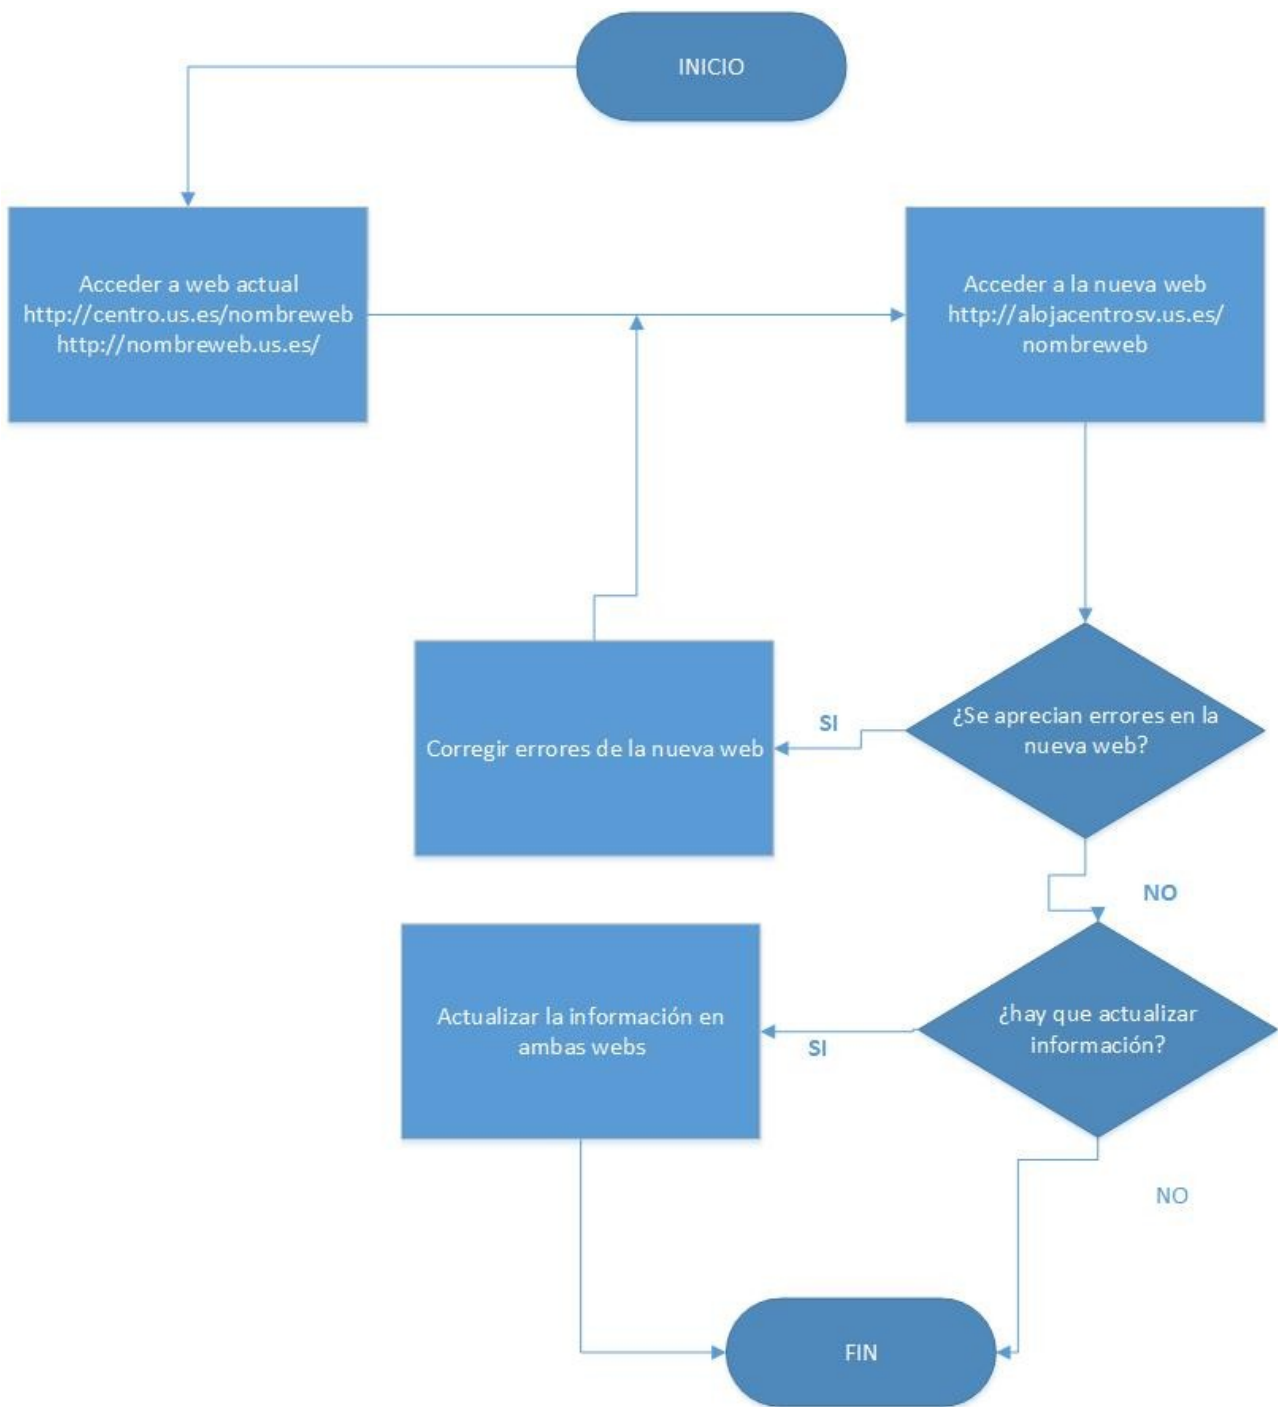 INICIO
Acceder a web actual
http://centro.us.es/nombreweb
http://nombreweb.us.es/
Acceder a la nueva web
http://alojacentrosv.us.es/
nombreweb
¿Se aprecian errores en la
nueva web?
SI
Corregir errores de la nueva web
NO
¿hay que actualizar
información?
SI
Actualizar la información en
ambas webs
NO
FIN